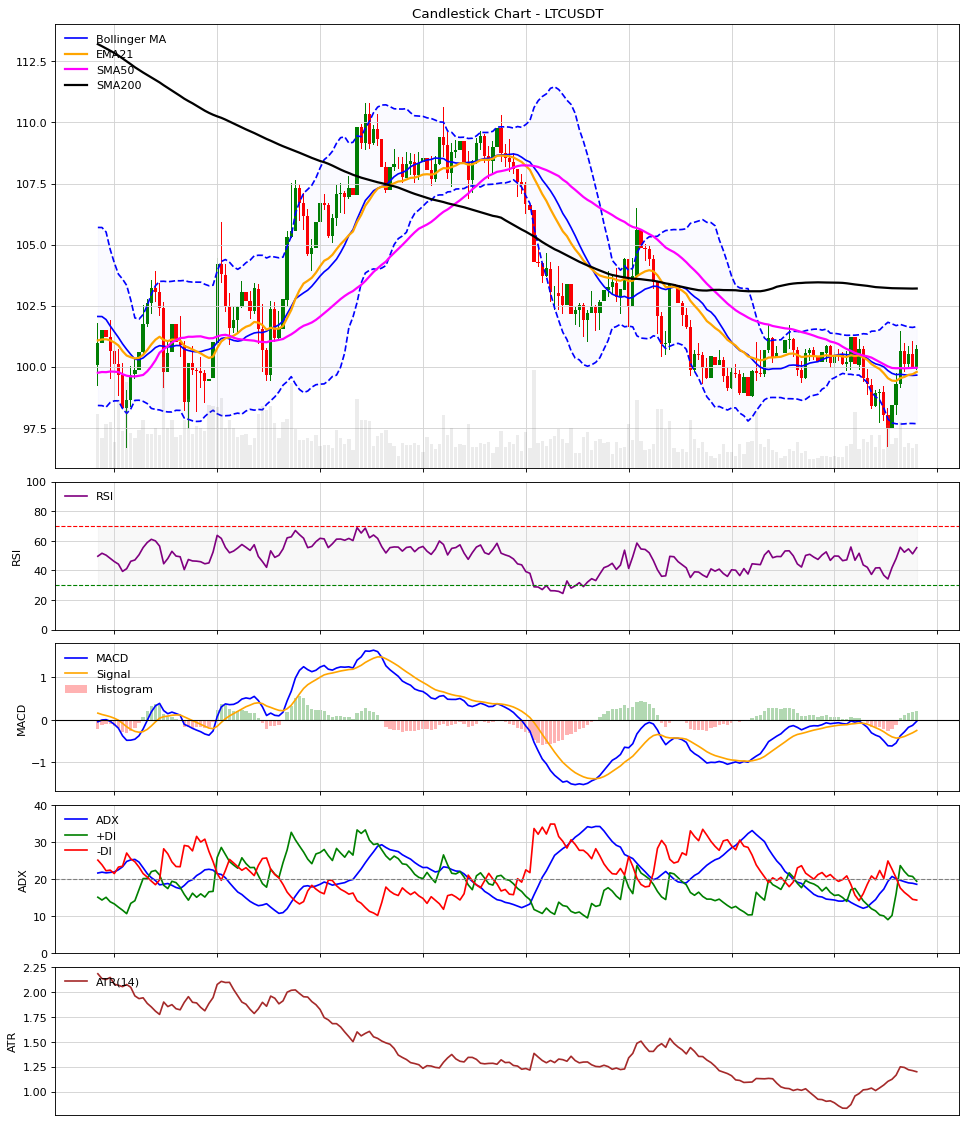 Candlestick Chart - LTCUSDT
Bollinger MA
EMA21
SMA50
SMA200
112.5
110.0
107.5
105.0
102.5
100.0
97.5
RSI
RSI
100
80
60
40
20
0
MACD
Signal
Histogram
MACD
1
0
−1
ADX
+DI
-DI
ADX
40
30
20
10
0
ATR(14)
ATR
2.25
2.00
1.75
1.50
1.25
1.00